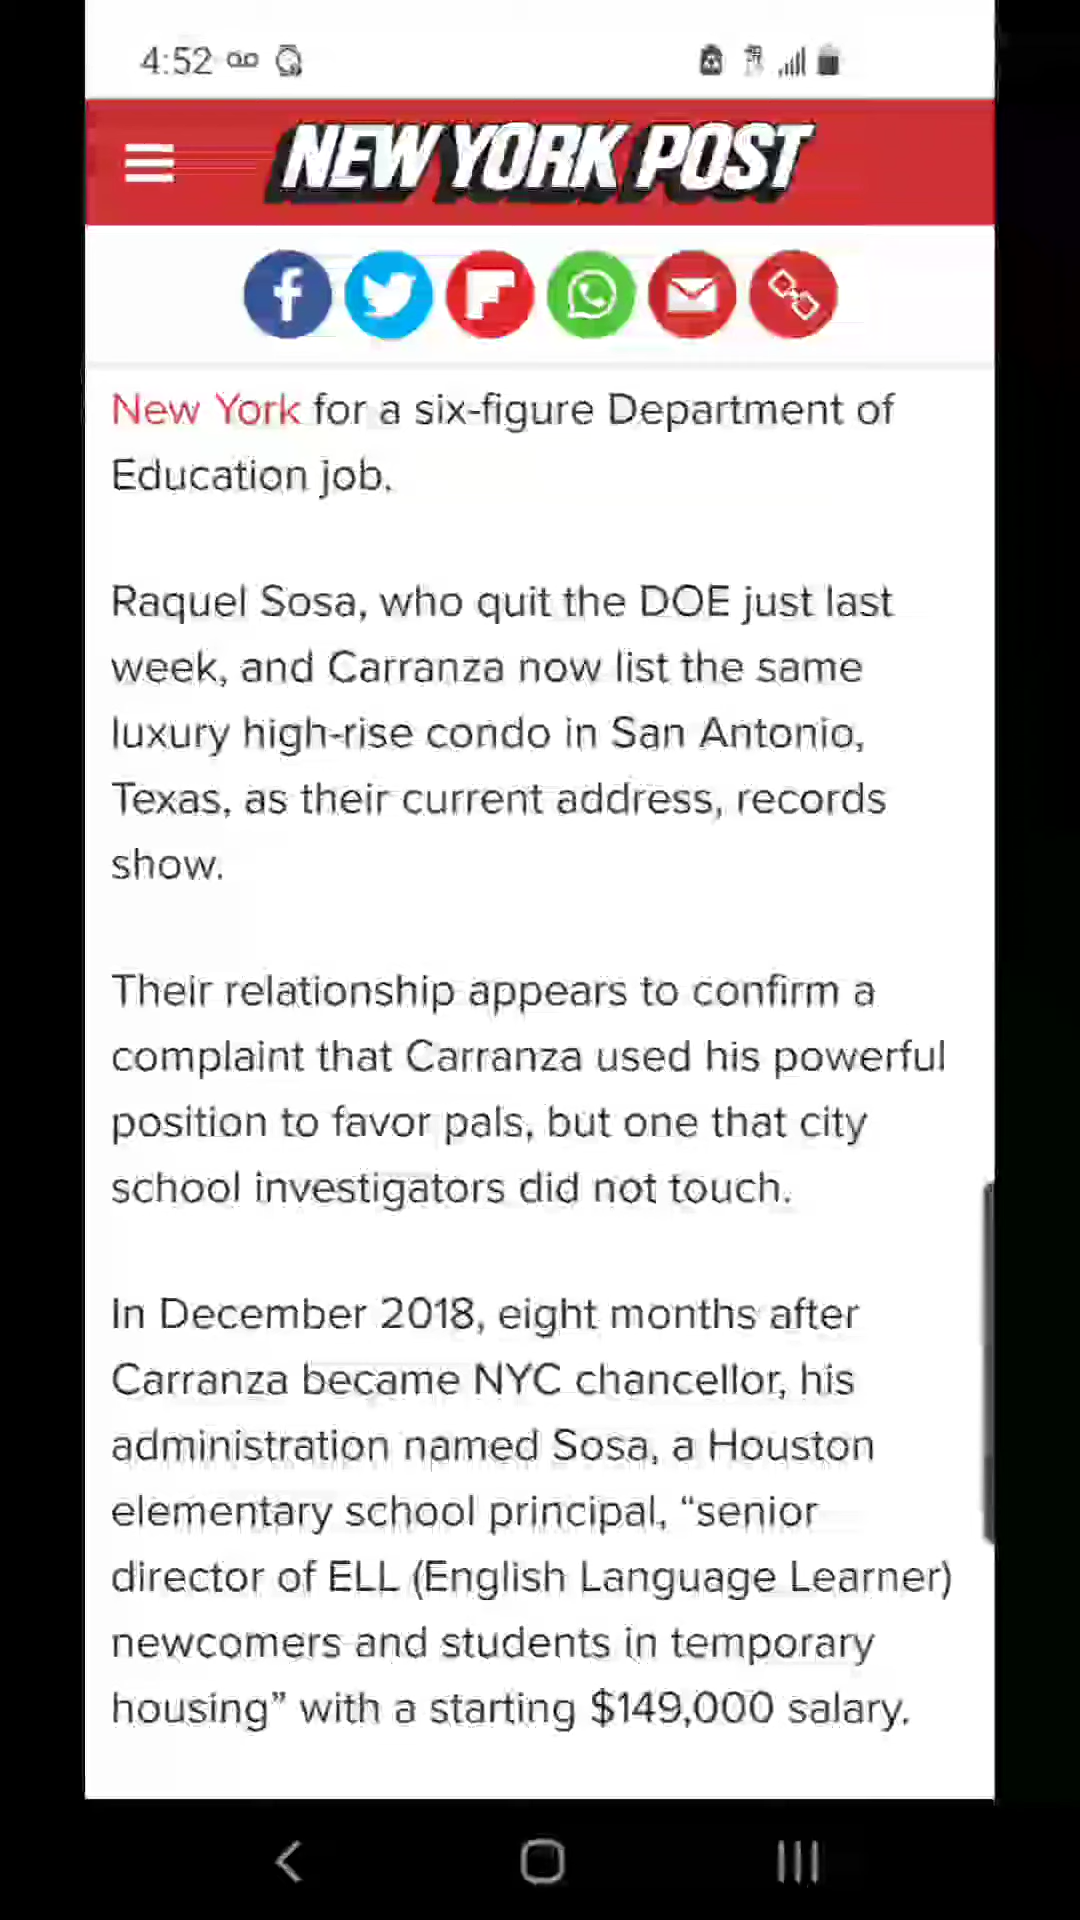 4:52
NEW YORK POST
New York for a six-figure Department of
Education job.
Raquel Sosa, who quit the DOE just last
week, and Carranza now list the same
luxury high-rise condo in San Antonio,
Texas, as their current address, records
show.
Their relationship appears to confirm a
complaint that Carranza used his powerful
position to favor pals, but one that city
school investigators did not touch.
In December 2018, eight months after
Carranza became NYC chancellor, his
administration named Sosa, a Houston
elementary school principal, “senior
director of ELL (English Language Learner)
newcomers and students in temporary
housing” with a starting $149,000 salary.